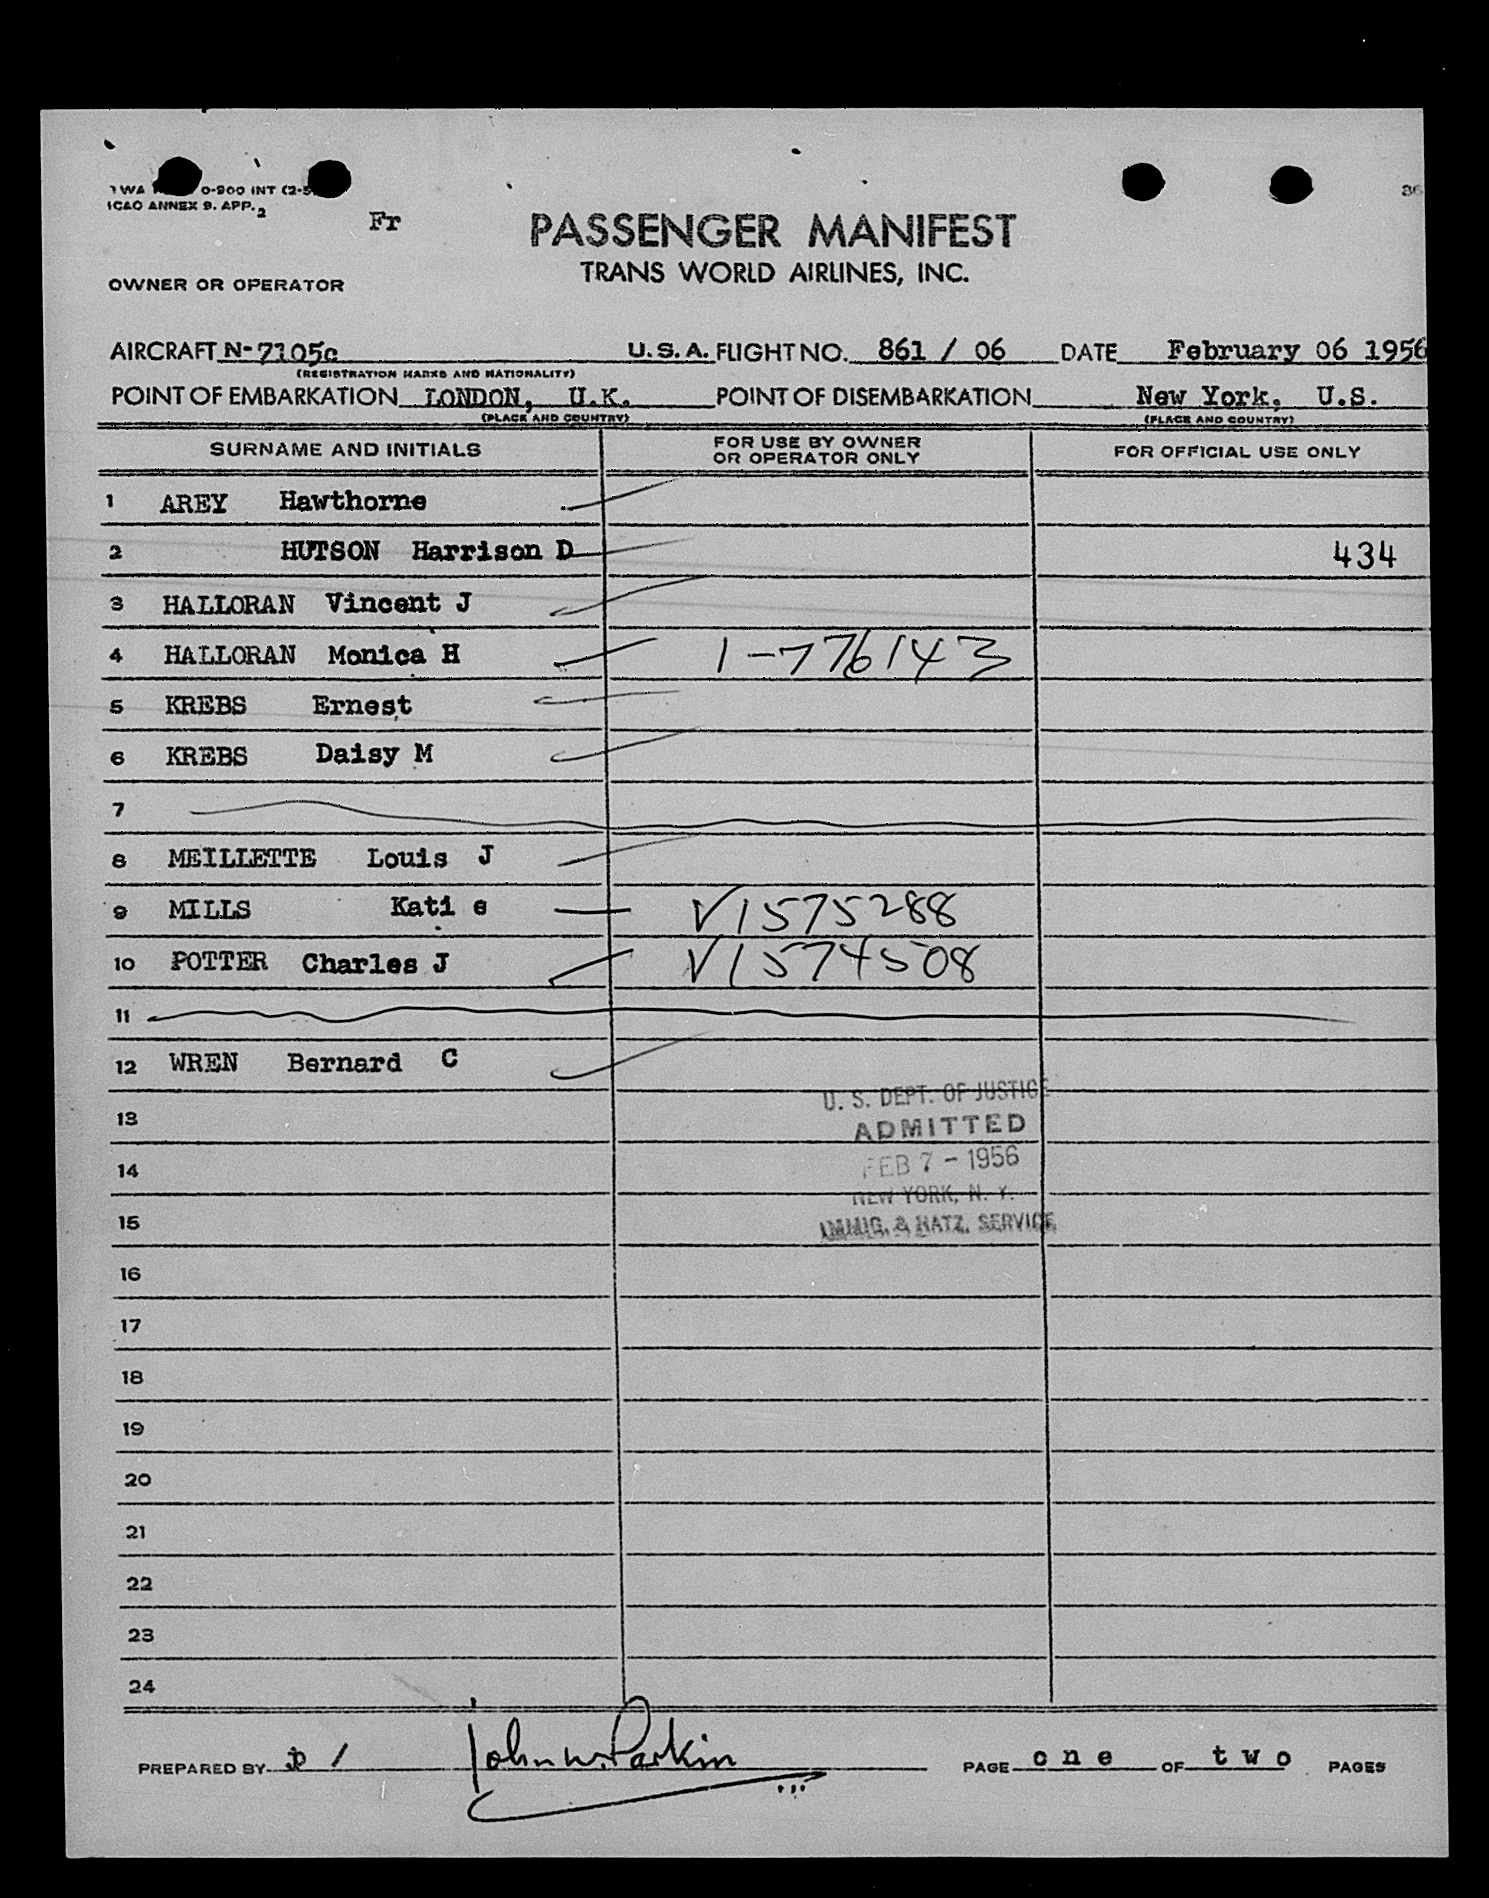 0-900 INT (2-5
ICAO ANNEX 9. APP. 2
Fr
PASSENGER MANIFEST
TRANS WORLD AIRLINES, INC.
OWNER OR OPERATOR
AIRCRAFT N-7105c U.S.A. FLIGHT NO. 861 / 06 DATE February 06 1956
(REGISTRATION MARKS AND NATIONALITY)
POINT OF EMBARKATION LONDON, U.K. POINT OF DISEMBARKATION New York, U.S.
(PLACE AND COUNTRY) (PLACE AND COUNTRY)
SURNAME AND INITIALS FOR USE BY OWNER OR OPERATOR ONLY FOR OFFICIAL USE ONLY
1 AREY Hawthorne
2 HUTSON Harrison D 434
3 HALLORAN Vincent J
4 HALLORAN Monica H 1-776143
5 KREBS Ernest
6 KREBS Daisy M
7
8 MEILLETTE Louis J
9 MILLS Kati e V1575288
10 POTTER Charles J V1574508
11
12 WREN Bernard C
U. S. DEPT. OF JUSTICE
13
ADMITTED
14
FEB 7 - 1956
NEW YORK, N. Y.
15
IMMIG. & NATZ. SERVICE
16
17
18
19
20
21
22
23
24
PREPARED BY jp / John W. Parkin PAGE one OF two PAGES